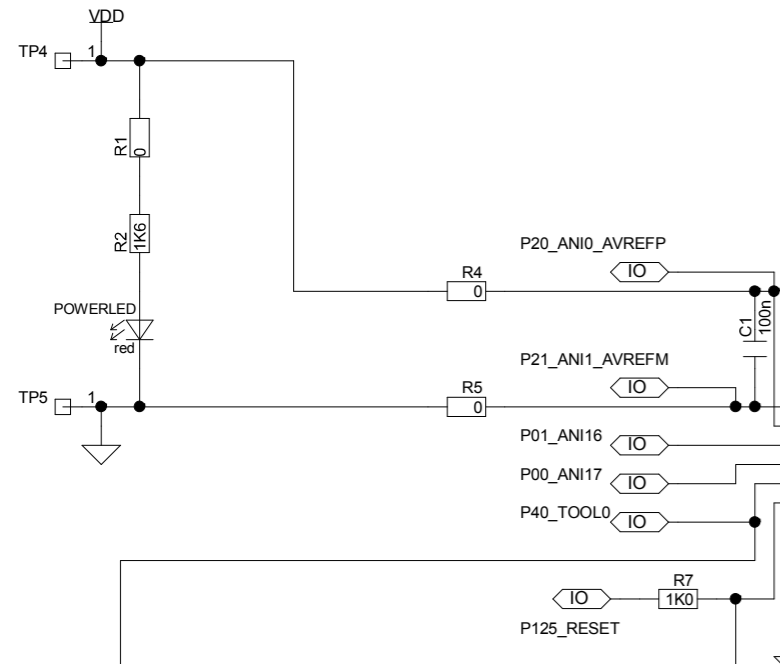 VDD
TP4
1
R1
0
R2
1K6
POWERLED
red
TP5
1
P20_ANI0_AVREFP
IO
R4
0
C1
100n
P21_ANI1_AVREFM
IO
R5
0
P01_ANI16
IO
P00_ANI17
IO
P40_TOOL0
IO
R7
IO
1K0
P125_RESET